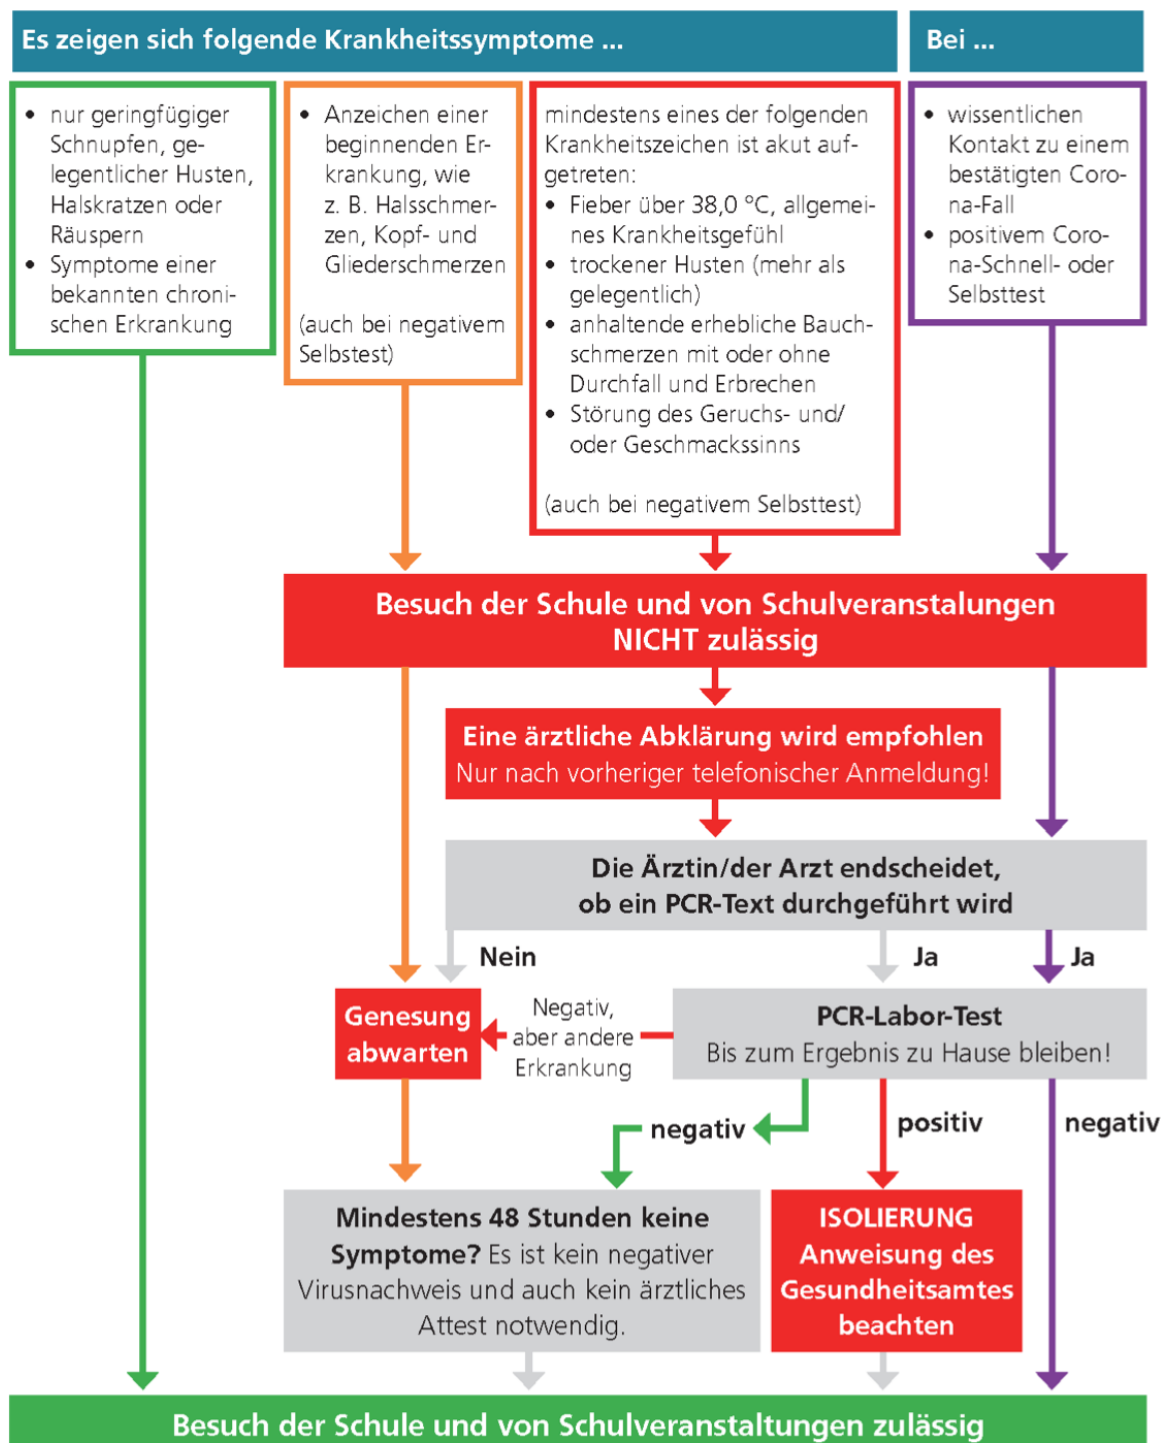 Es zeigen sich folgende Krankheitssymptome ...
Bei ...
• nur geringfügiger
Schnupfen, ge-
legentlicher Husten,
Halskratzen oder
Räuspern
• Symptome einer
bekannten chroni-
schen Erkrankung
• Anzeichen einer
beginnenden Er-
krankung, wie
z. B. Halsschmer-
zen, Kopf- und
Gliederschmerzen
(auch bei negativem
Selbstest)
mindestens eines der folgenden
Krankheitszeichen ist akut auf-
getreten:
• Fieber über 38,0 °C, allgemei-
nes Krankheitsgefühl
• trockener Husten (mehr als
gelegentlich)
• anhaltende erhebliche Bauch-
schmerzen mit oder ohne
Durchfall und Erbrechen
• Störung des Geruchs- und/
oder Geschmackssinns
(auch bei negativem Selbsttest)
• wissentlichen
Kontakt zu einem
bestätigten Coro-
na-Fall
• positivem Coro-
na-Schnell- oder
Selbsttest
Besuch der Schule und von Schulveranstalungen
NICHT zulässig
Eine ärztliche Abklärung wird empfohlen
Nur nach vorheriger telefonischer Anmeldung!
Die Ärztin/der Arzt endscheidet,
ob ein PCR-Text durchgeführt wird
Nein
Ja
Ja
Genesung
abwarten
Negativ,
aber andere
Erkrankung
PCR-Labor-Test
Bis zum Ergebnis zu Hause bleiben!
negativ
positiv
negativ
Mindestens 48 Stunden keine
Symptome? Es ist kein negativer
Virusnachweis und auch kein ärztliches
Attest notwendig.
ISOLIERUNG
Anweisung des
Gesundheitsamtes
beachten
Besuch der Schule und von Schulveranstaltungen zulässig